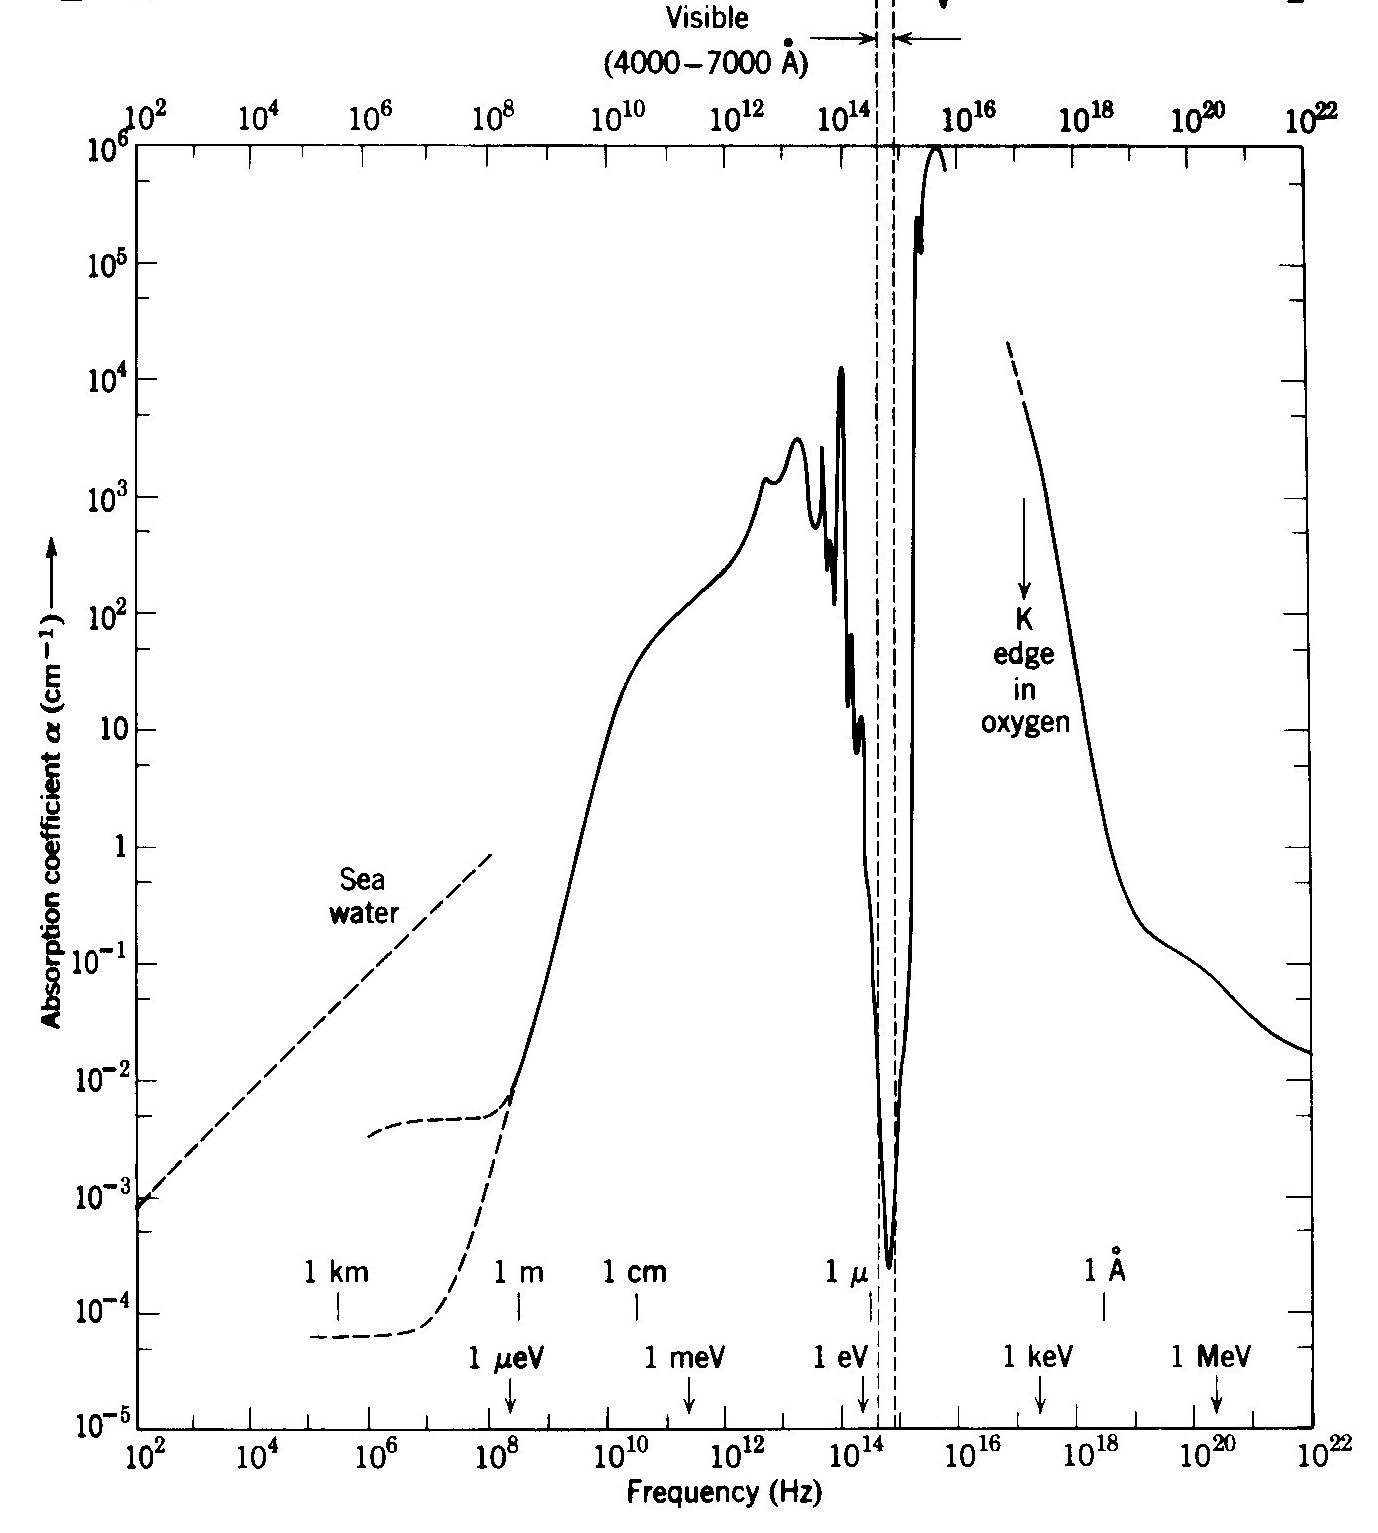 Visible
(4000–7000 Å)
10² 10⁴ 10⁶ 10⁸ 10¹⁰ 10¹² 10¹⁴ 10¹⁶ 10¹⁸ 10²⁰ 10²²
10⁶
10⁵
10⁴
10³
10²
10
1
10⁻¹
10⁻²
10⁻³
10⁻⁴
10⁻⁵
Absorption coefficient α (cm⁻¹)
K
edge
in
oxygen
Sea
water
1 km 1 m 1 cm 1 μ 1 Å
1 μeV 1 meV 1 eV 1 keV 1 MeV
10² 10⁴ 10⁶ 10⁸ 10¹⁰ 10¹² 10¹⁴ 10¹⁶ 10¹⁸ 10²⁰ 10²²
Frequency (Hz)